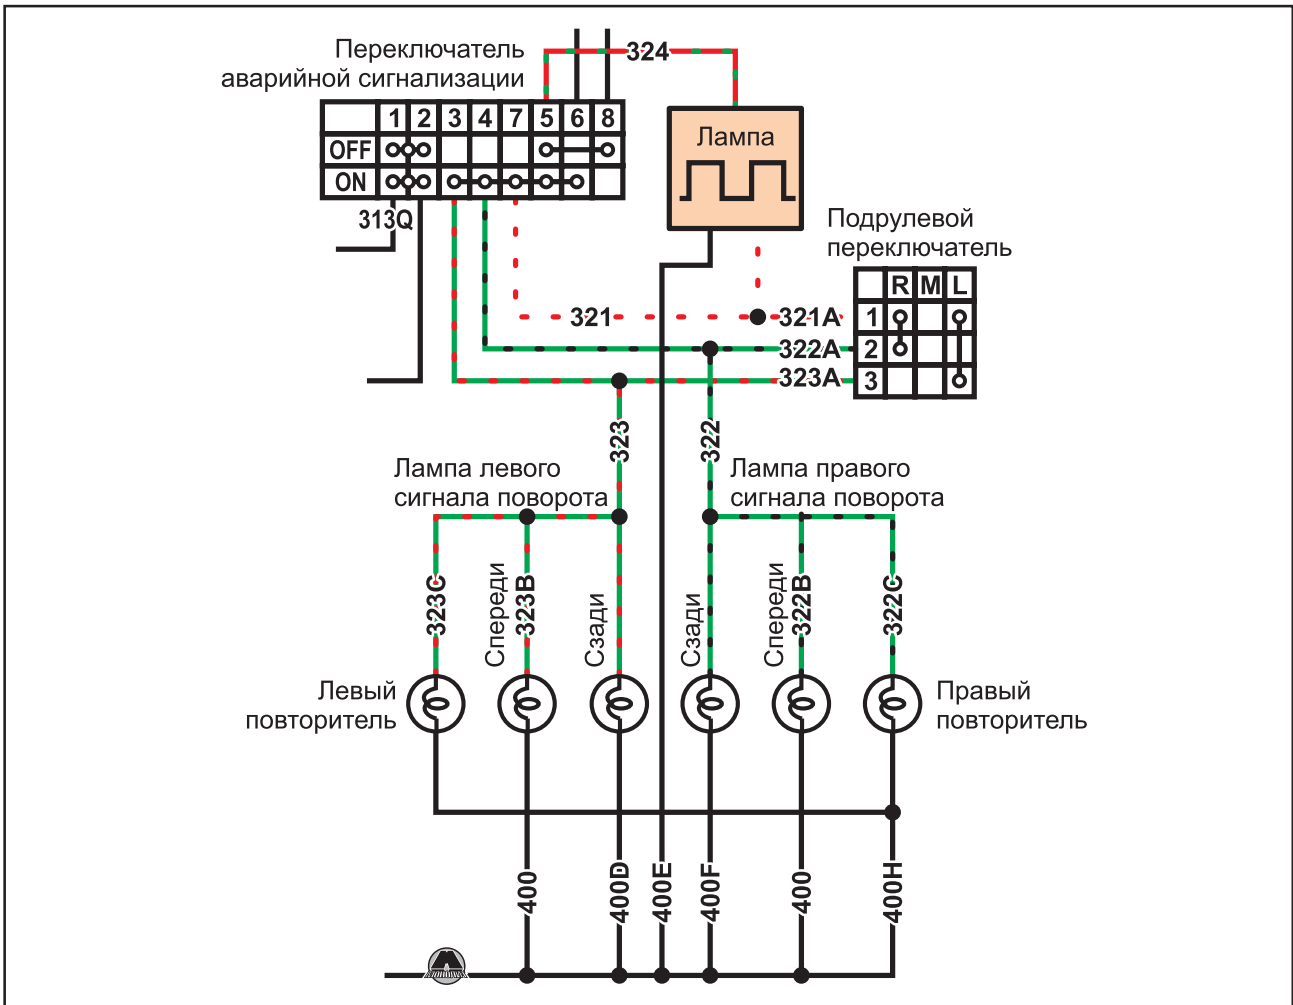 Переключатель
аварийной сигнализации
324
1 2 3 4 7 5 6 8
OFF
ON
313Q
Лампа
Подрулевой
переключатель
R M L
1
2
3
321
321A
322A
323A
323
322
Лампа левого
сигнала поворота
Лампа правого
сигнала поворота
323C
Спереди
323B
Сзади
Сзади
Спереди
322B
322C
Левый
повторитель
Правый
повторитель
400
400D
400E
400F
400
400H